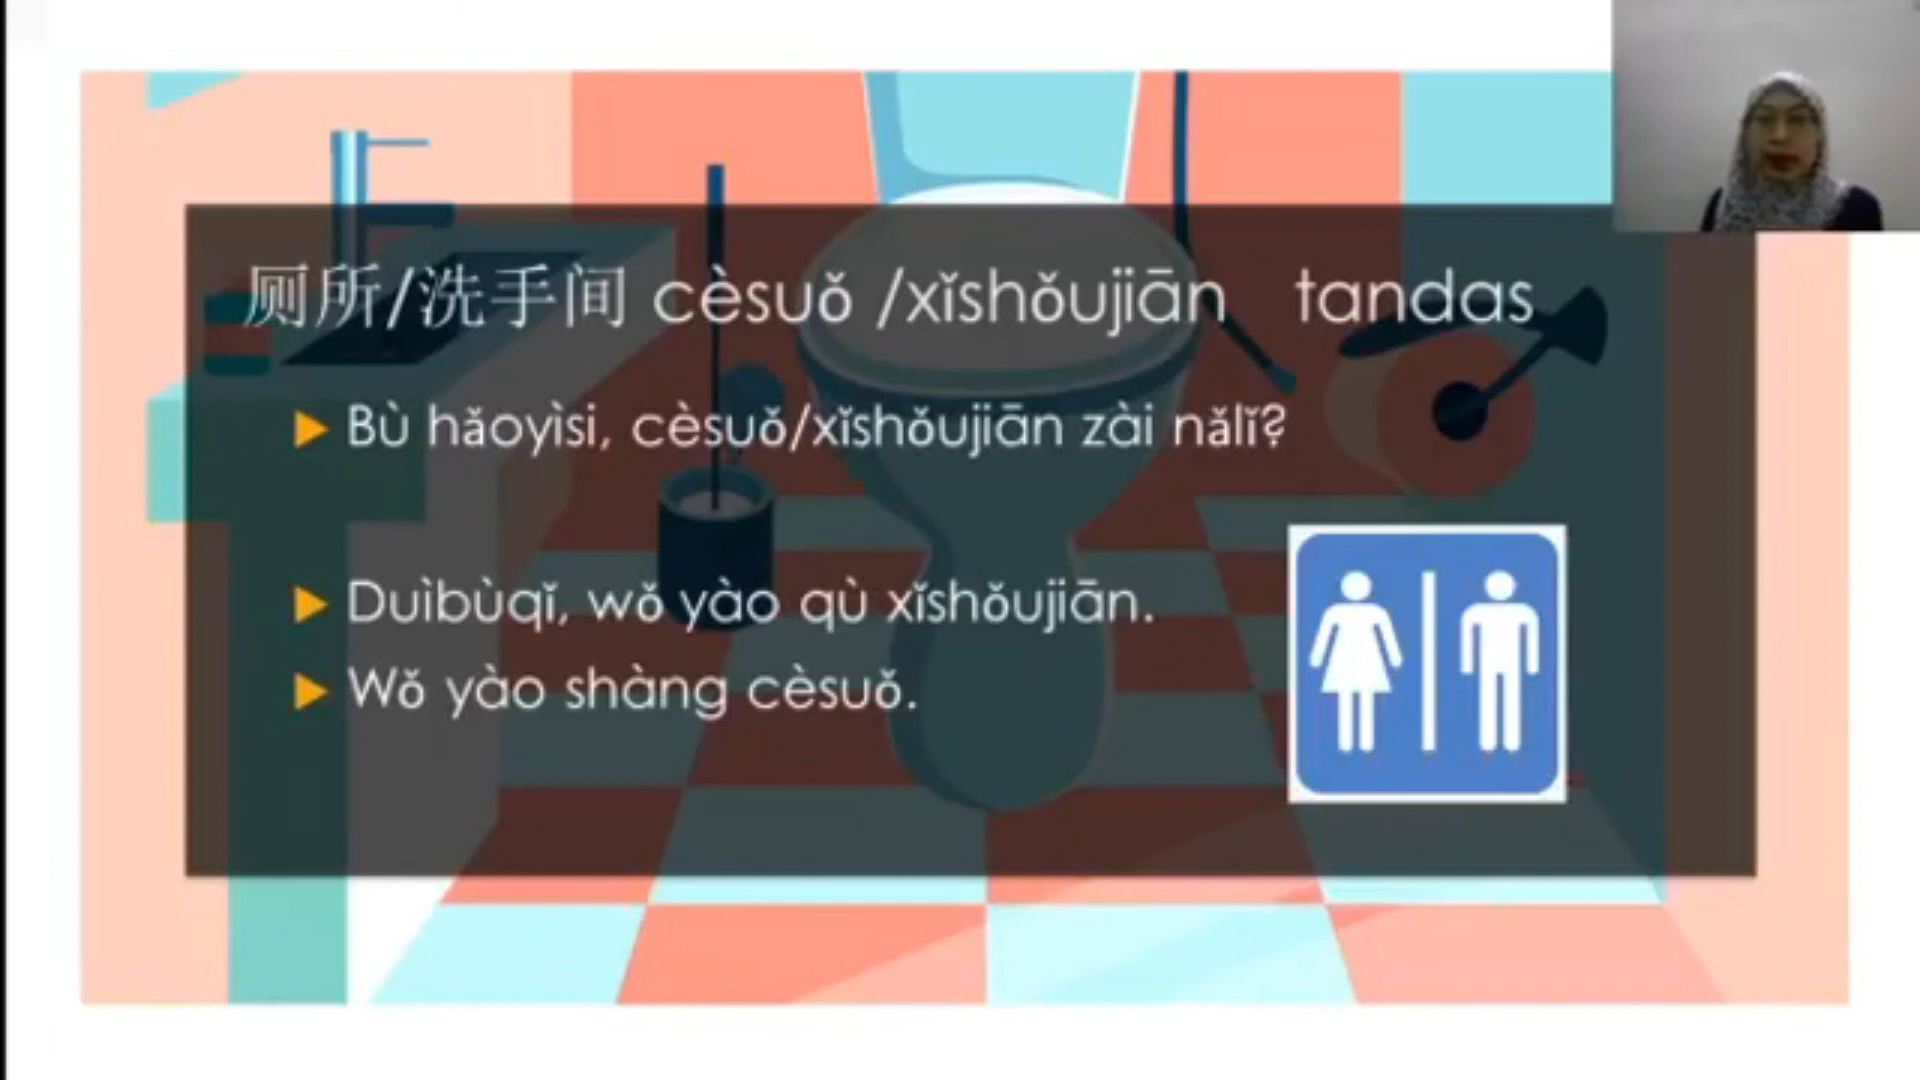 厕所/洗手间 cèsuǒ /xǐshǒujiān tandas
Bù hǎoyìsi, cèsuǒ/xǐshǒujiān zài nǎlǐ?
Duìbùqǐ, wǒ yào qù xǐshǒujiān.
Wǒ yào shàng cèsuǒ.